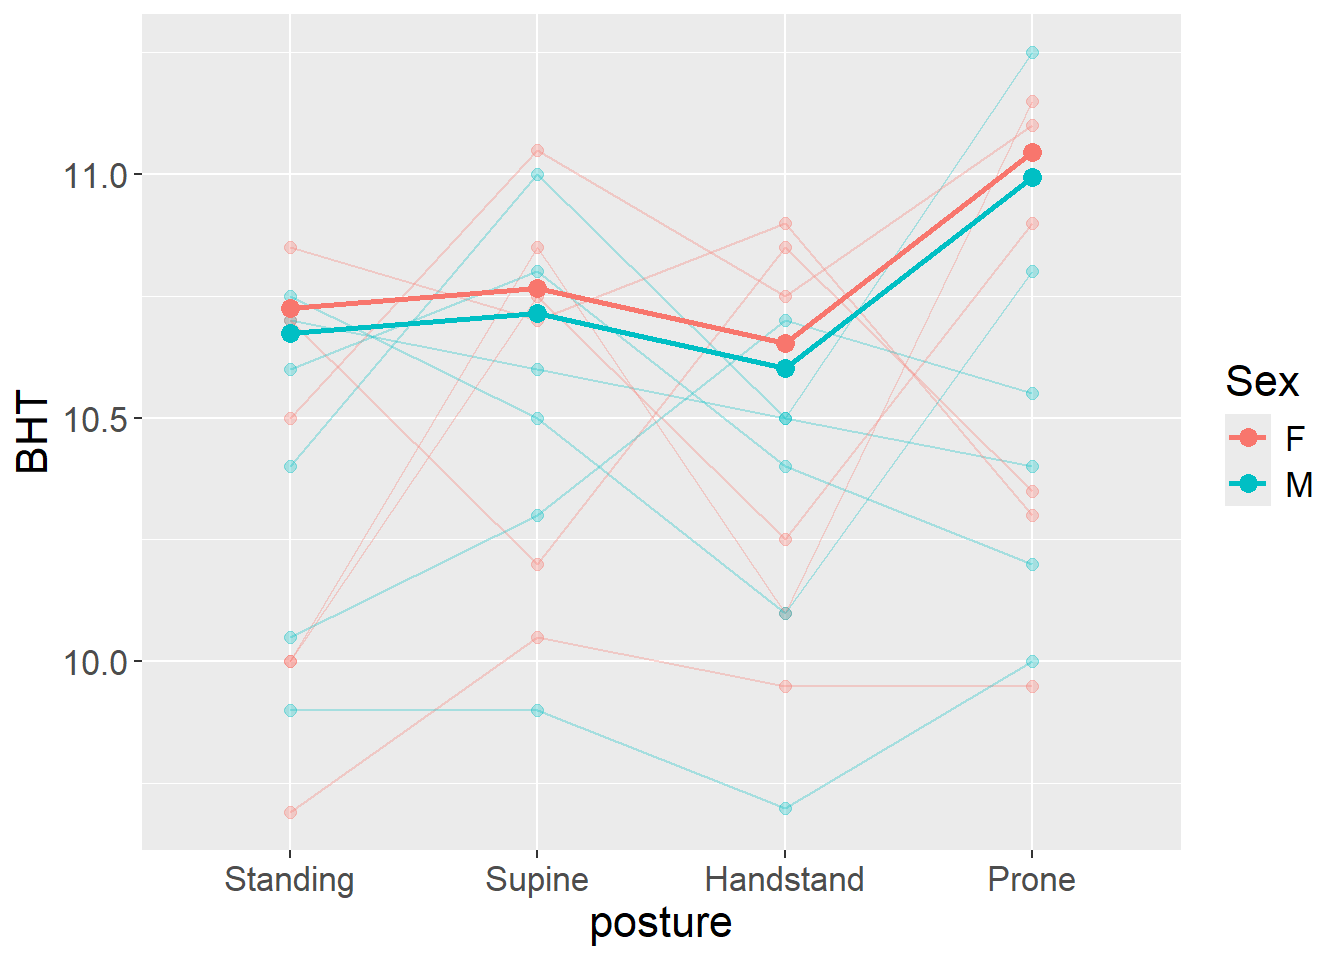 BHT
11.0
10.5
10.0
Standing Supine Handstand Prone
posture
Sex
F
M